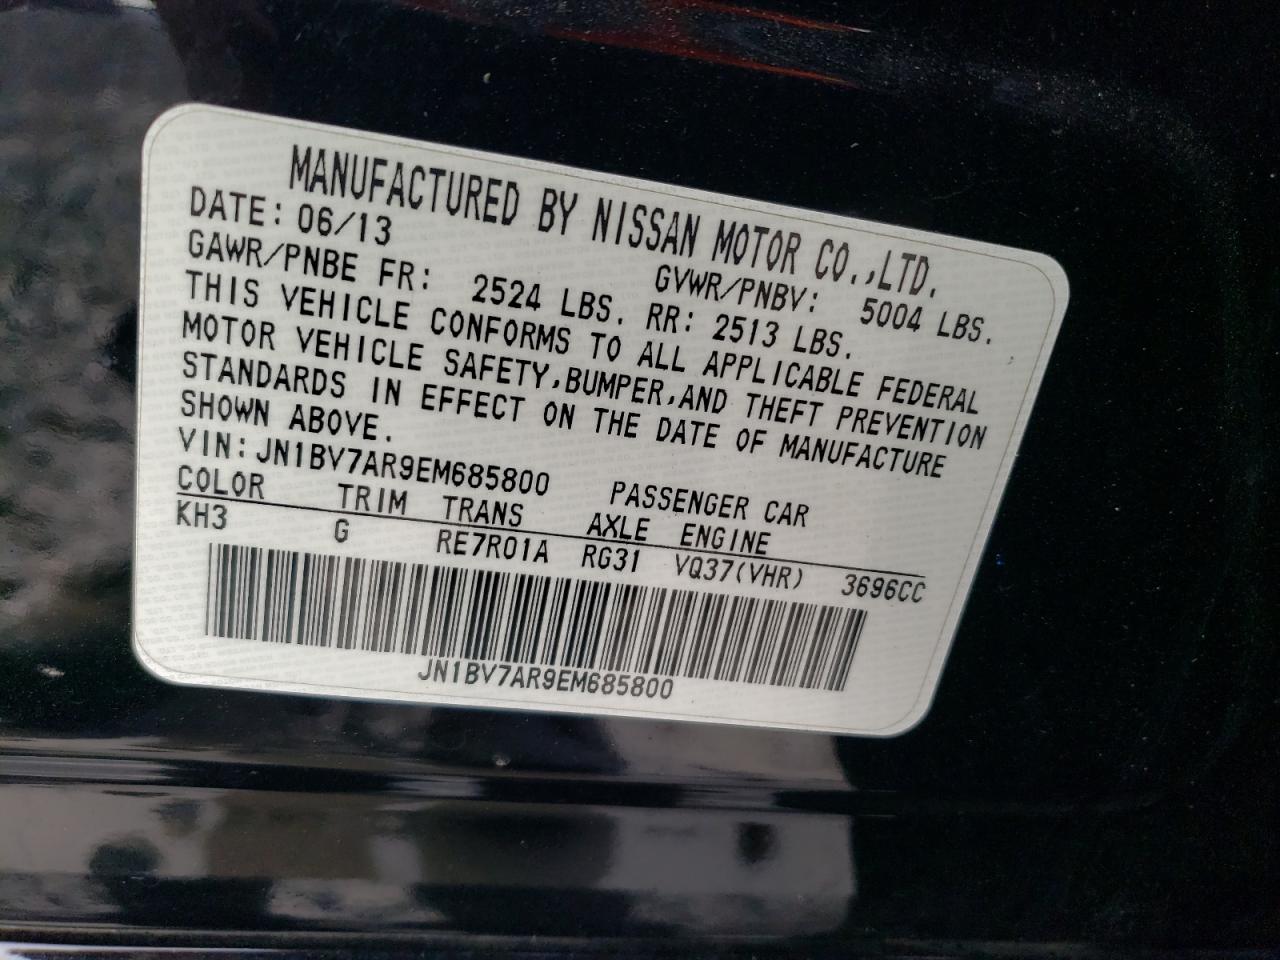 MANUFACTURED BY NISSAN MOTOR CO.,LTD.
DATE: 06/13 GVWR/PNBV: 5004 LBS.
GAWR/PNBE FR: 2524 LBS. RR: 2513 LBS.
THIS VEHICLE CONFORMS TO ALL APPLICABLE FEDERAL
MOTOR VEHICLE SAFETY,BUMPER,AND THEFT PREVENTION
STANDARDS IN EFFECT ON THE DATE OF MANUFACTURE
SHOWN ABOVE.
VIN:JN1BV7AR9EM685800 PASSENGER CAR
COLOR TRIM TRANS AXLE ENGINE
KH3 G RE7R01A RG31 VQ37(VHR) 3696CC
JN1BV7AR9EM685800